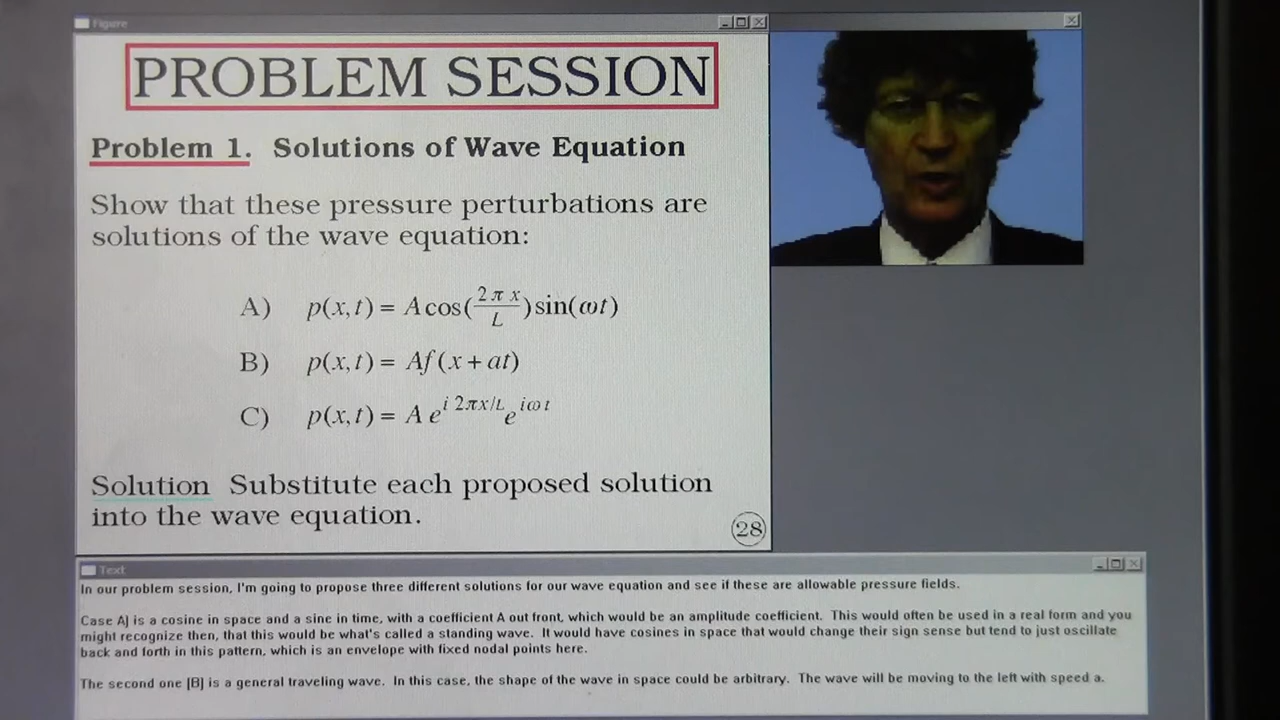 Figure
PROBLEM SESSION
Problem 1. Solutions of Wave Equation
Show that these pressure perturbations are
solutions of the wave equation:
A) p(x,t) = A cos(2π x/L)sin(ωt)
B) p(x,t) = Af(x+at)
C) p(x,t) = A e^{i 2πx/L} e^{iωt}
Solution Substitute each proposed solution
into the wave equation.
28
Text
In our problem session, I'm going to propose three different solutions for our wave equation and see if these are allowable pressure fields.
Case A] is a cosine in space and a sine in time, with a coefficient A out front, which would be an amplitude coefficient. This would often be used in a real form and you
might recognize then, that this would be what's called a standing wave. It would have cosines in space that would change their sign sense but tend to just oscillate
back and forth in this pattern, which is an envelope with fixed nodal points here.
The second one [B] is a general traveling wave. In this case, the shape of the wave in space could be arbitrary. The wave will be moving to the left with speed a.